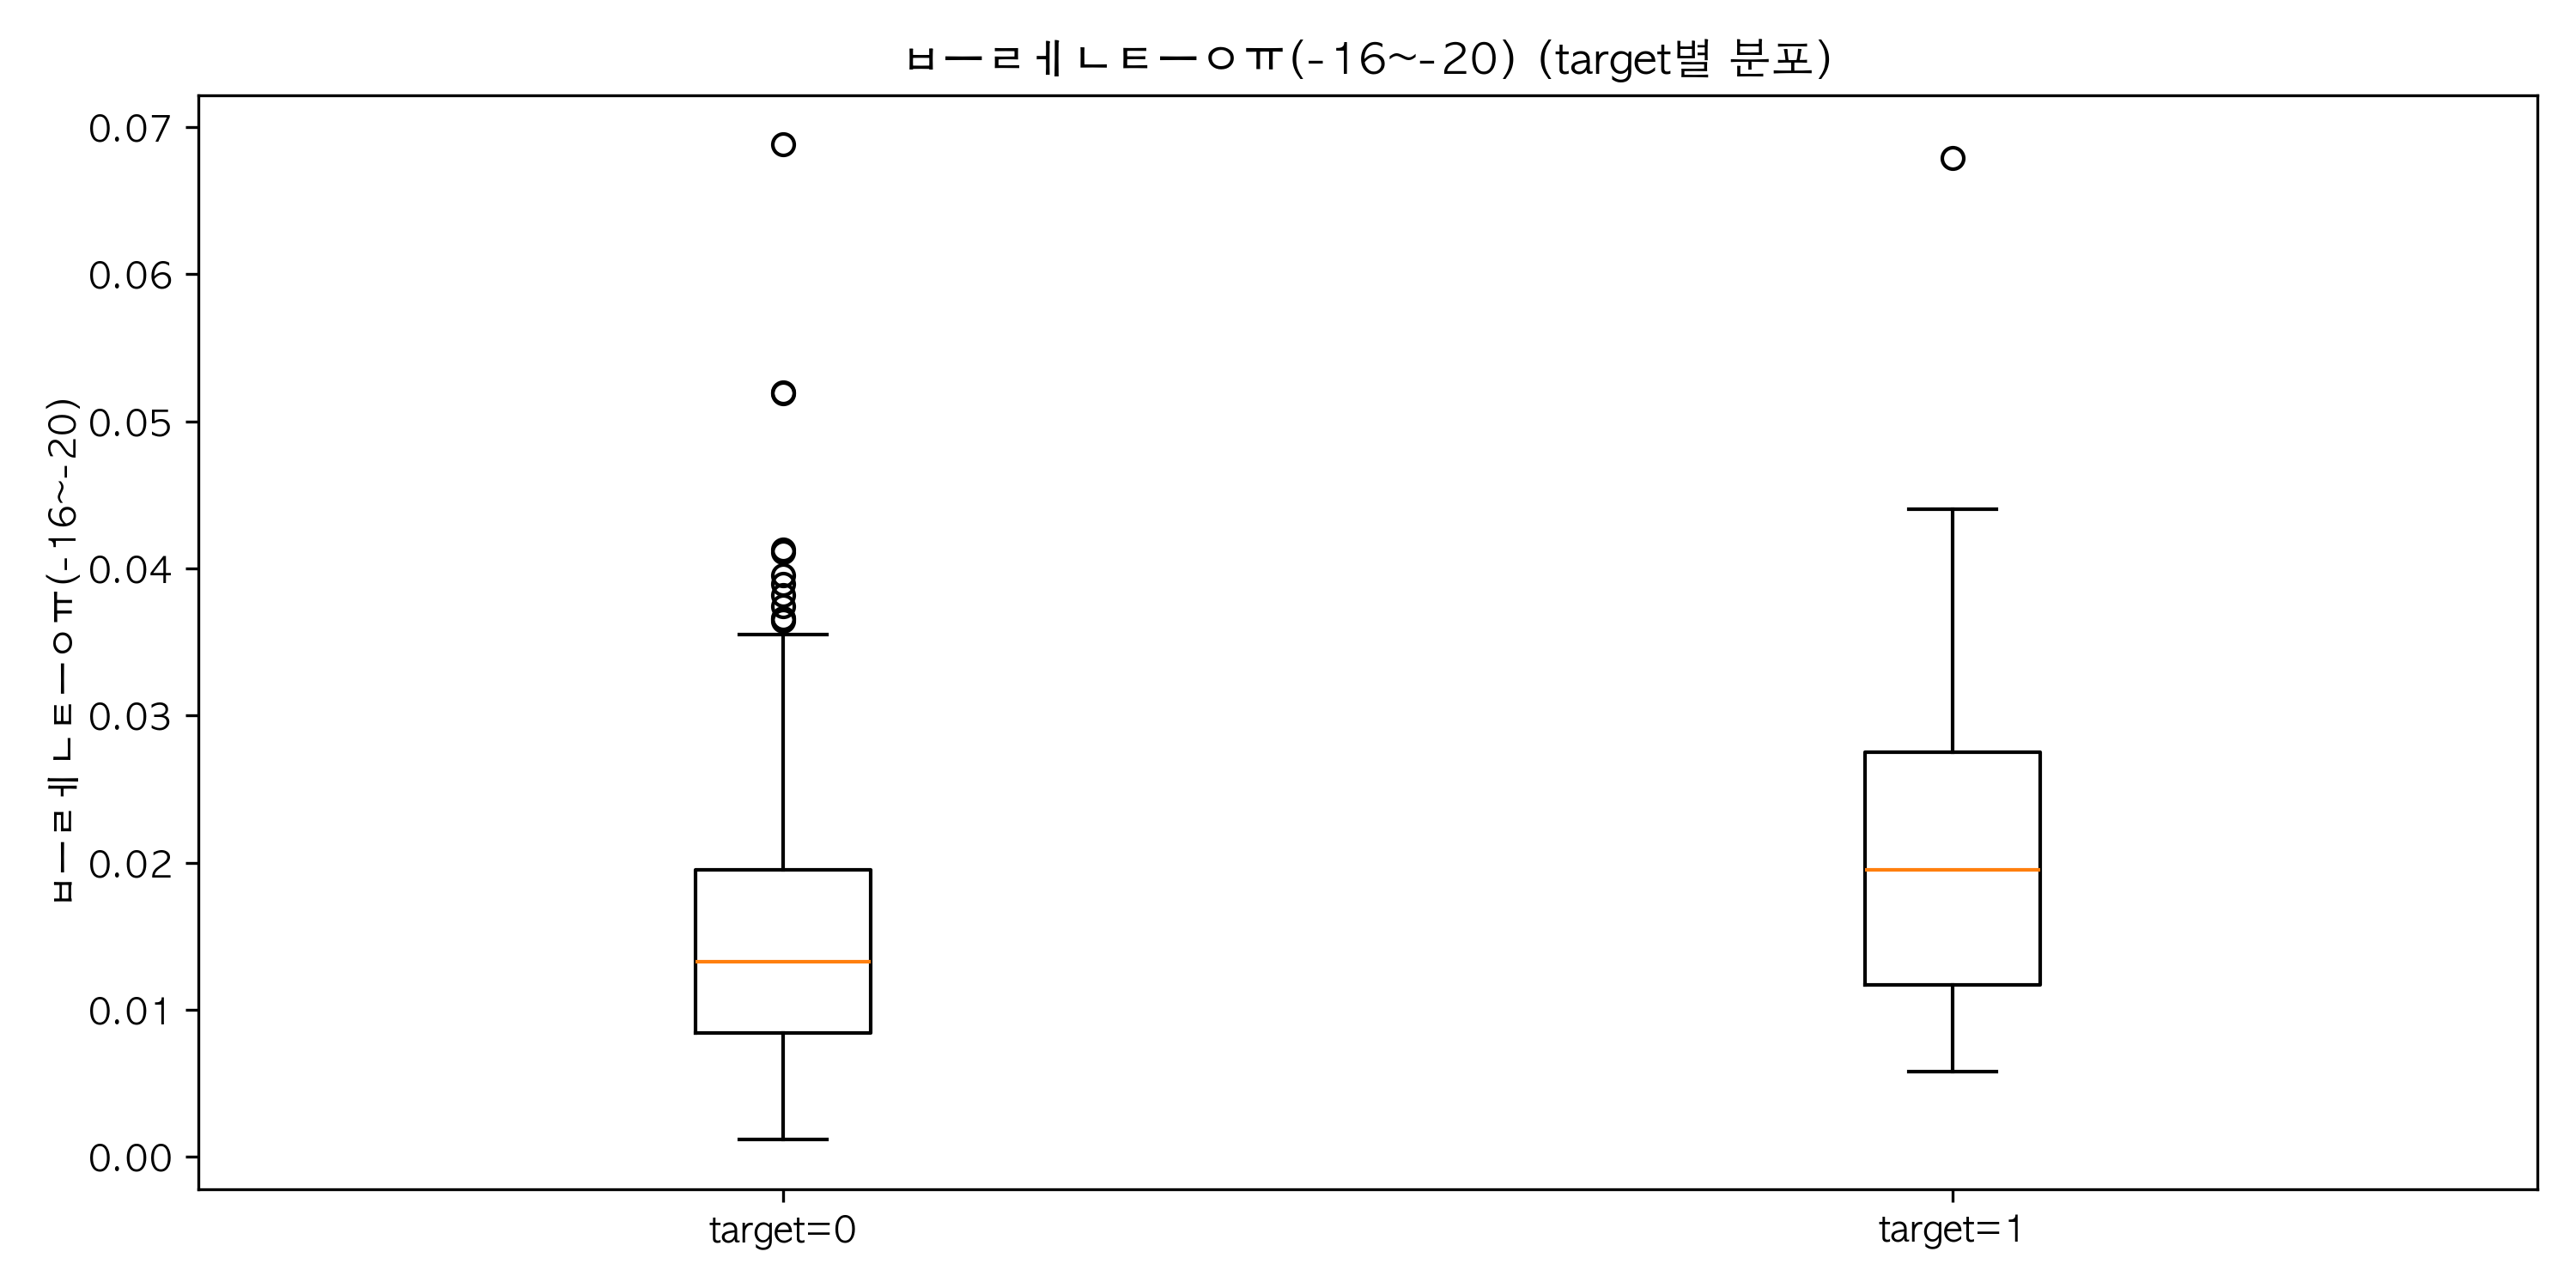 ㅂㅡㄹㅔㄴㅌㅡㅇㅠ(-16~-20) (target별 분포)
ㅂㅡㄹㅔㄴㅌㅡㅇㅠ(-16~-20)
0.07
0.06
0.05
0.04
0.03
0.02
0.01
0.00
target=0
target=1